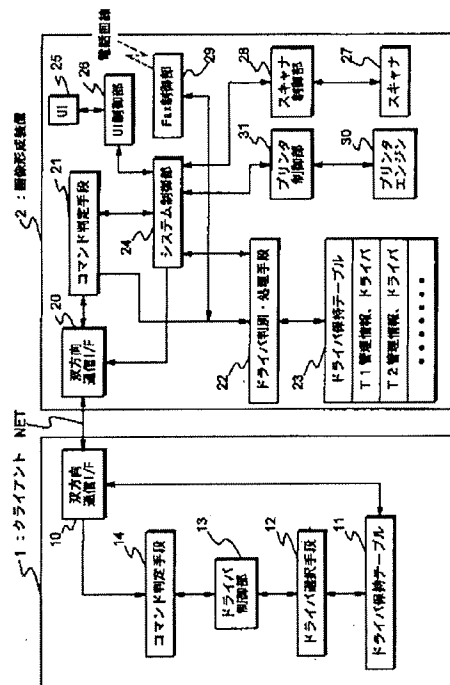 1：クライアント
NET
2：画像形成装置
双方向
通信I/F
10
14
コマンド判定手段
13
ドライバ
制御部
12
ドライバ選択手段
11
ドライバ保持テーブル
双方向
通信I/F
20
21
コマンド判定手段
25
UI
26
UI制御部
電話回線
Fax制御部
29
24
システム制御部
28
スキャナ
制御部
27
スキャナ
31
プリンタ
制御部
30
プリンタ
エンジン
22
ドライバ判別・処理手段
23
ドライバ保持テーブル
T1管理情報、ドライバ
T2管理情報、ドライバ